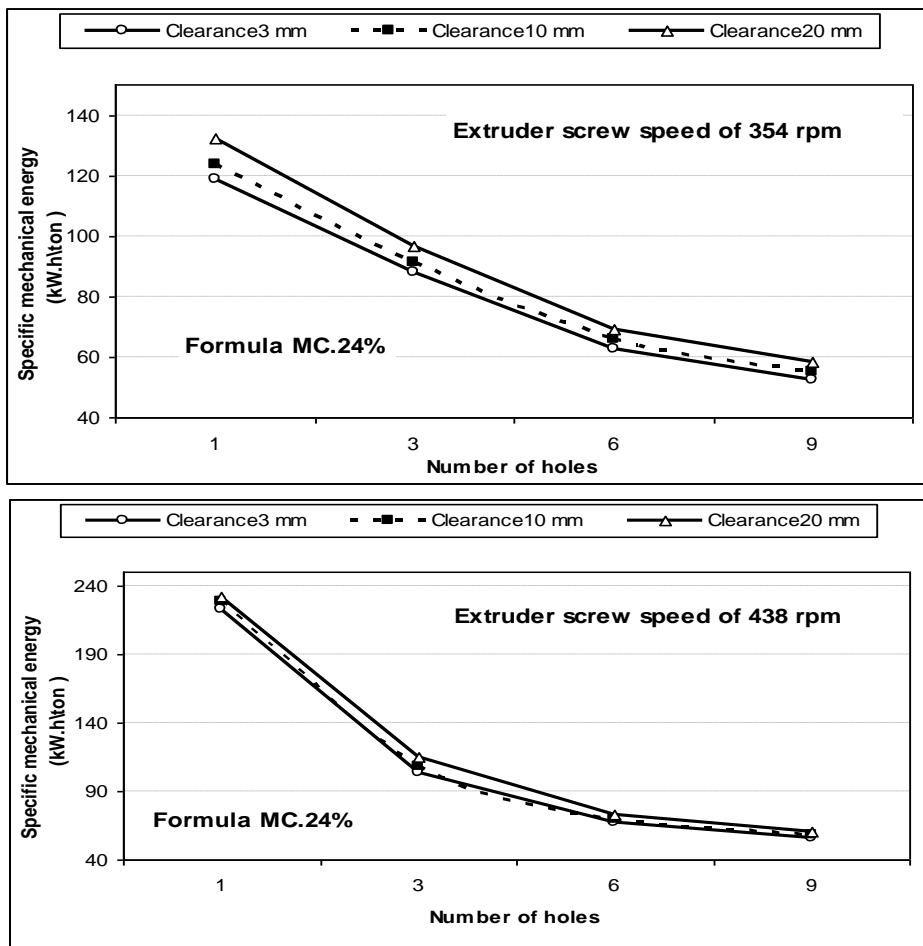 Clearance3 mm Clearance10 mm Clearance20 mm
Specific mechanical energy
(kW.h\ton )
140
120
100
80
60
40
Extruder screw speed of 354 rpm
Formula MC.24%
1 3 6 9
Number of holes
Clearance3 mm Clearance10 mm Clearance20 mm
Specific mechanical energy
(kW.h\ton )
240
190
140
90
40
Extruder screw speed of 438 rpm
Formula MC.24%
1 3 6 9
Number of holes